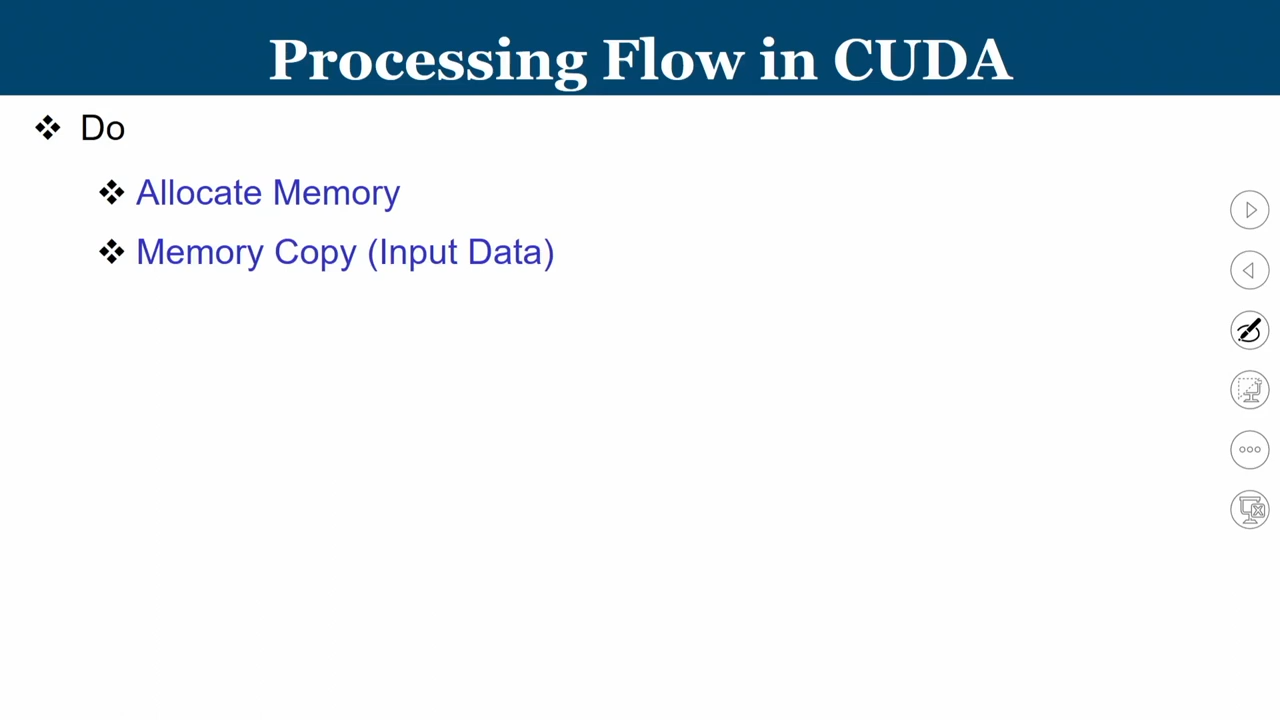 Processing Flow in CUDA
Do
Allocate Memory
Memory Copy (Input Data)